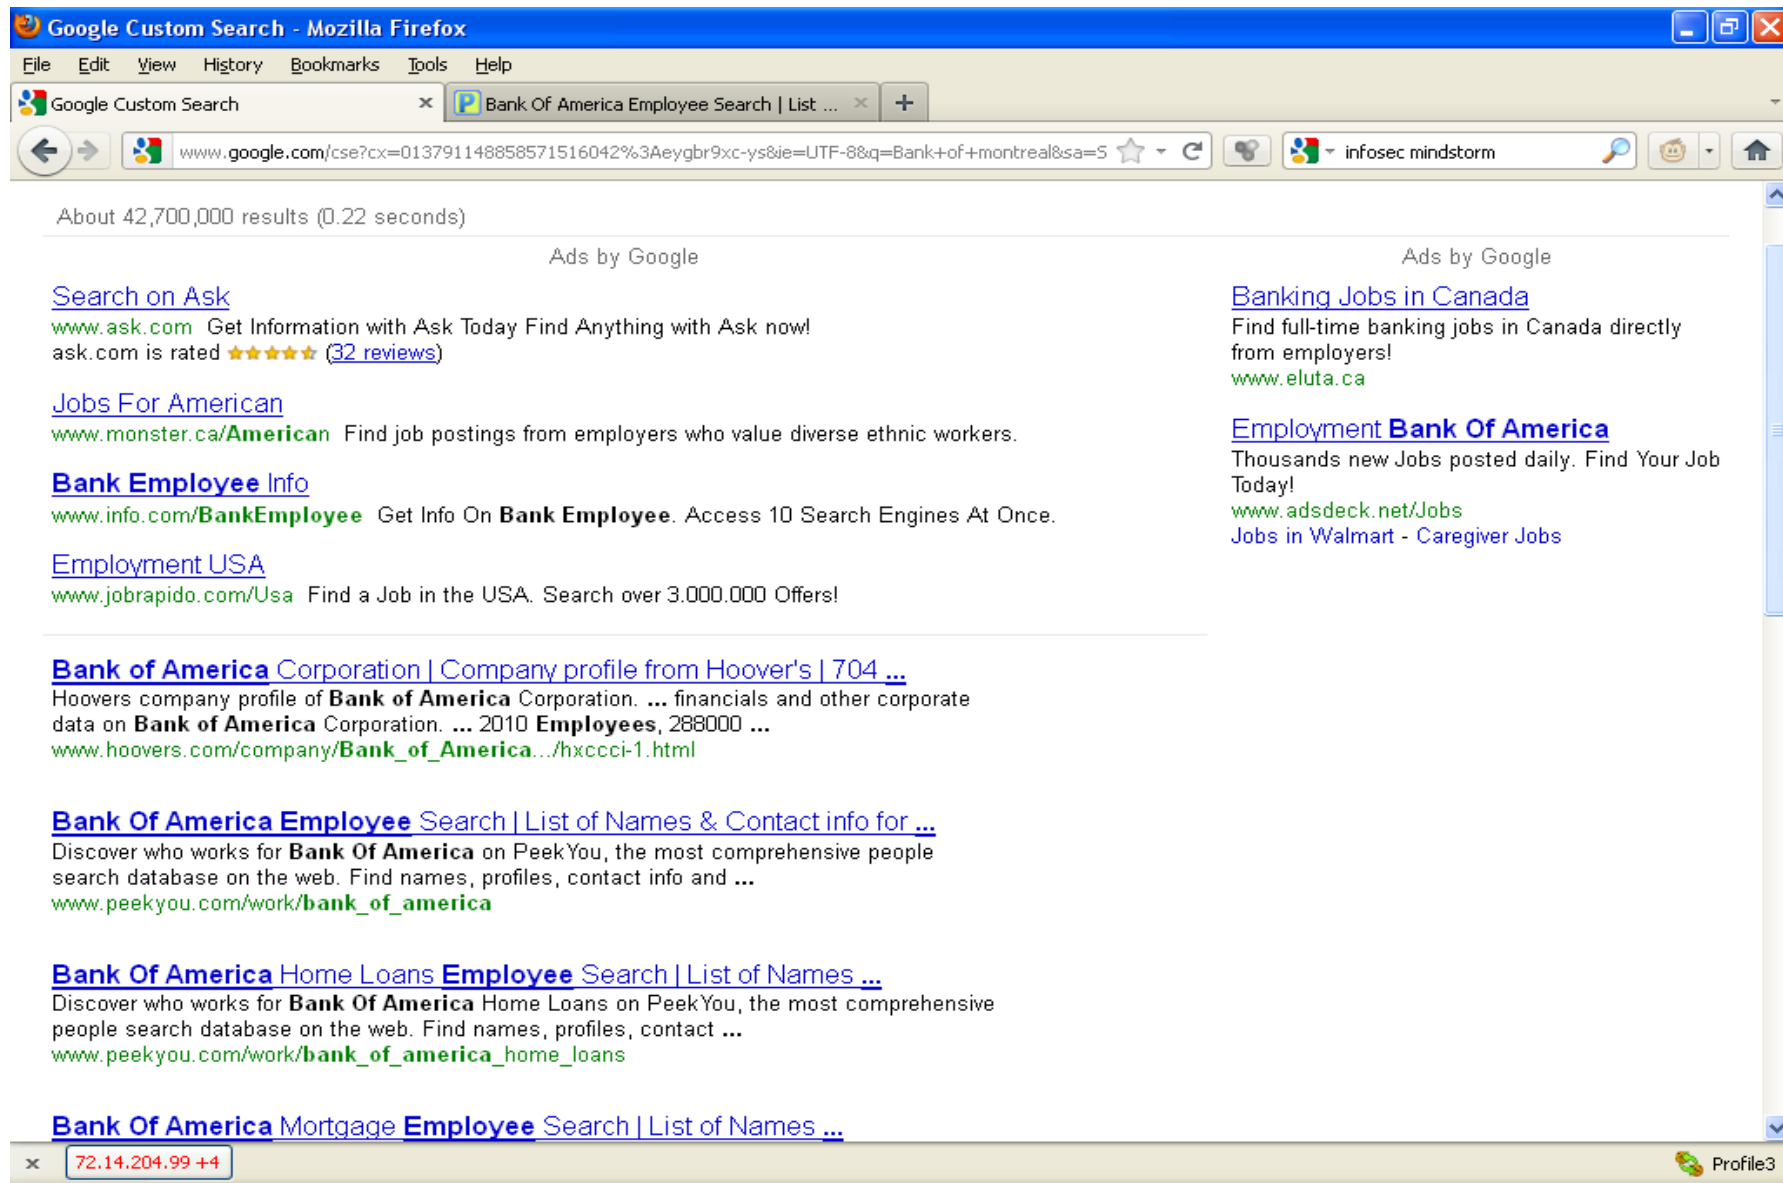 Google Custom Search - Mozilla Firefox
File Edit View History Bookmarks Tools Help
Google Custom Search
Bank Of America Employee Search | List ...
www.google.com/cse?cx=013791148858571516042%3Aeygbr9xc-ys&ie=UTF-8&q=Bank+of+montreal&sa=S
infosec mindstorm
About 42,700,000 results (0.22 seconds)
Ads by Google
Search on Ask
www.ask.com Get Information with Ask Today Find Anything with Ask now!
ask.com is rated (32 reviews)
Jobs For American
www.monster.ca/American Find job postings from employers who value diverse ethnic workers.
Bank Employee Info
www.info.com/BankEmployee Get Info On Bank Employee. Access 10 Search Engines At Once.
Employment USA
www.jobrapido.com/Usa Find a Job in the USA. Search over 3.000.000 Offers!
Ads by Google
Banking Jobs in Canada
Find full-time banking jobs in Canada directly
from employers!
www.eluta.ca
Employment Bank Of America
Thousands new Jobs posted daily. Find Your Job
Today!
www.adsdeck.net/Jobs
Jobs in Walmart - Caregiver Jobs
Bank of America Corporation | Company profile from Hoover's | 704 ...
Hoovers company profile of Bank of America Corporation. ... financials and other corporate
data on Bank of America Corporation. ... 2010 Employees, 288000 ...
www.hoovers.com/company/Bank_of_America.../hxccci-1.html
Bank Of America Employee Search | List of Names & Contact info for ...
Discover who works for Bank Of America on PeekYou, the most comprehensive people
search database on the web. Find names, profiles, contact info and ...
www.peekyou.com/work/bank_of_america
Bank Of America Home Loans Employee Search | List of Names ...
Discover who works for Bank Of America Home Loans on PeekYou, the most comprehensive
people search database on the web. Find names, profiles, contact ...
www.peekyou.com/work/bank_of_america_home_loans
Bank Of America Mortgage Employee Search | List of Names ...
72.14.204.99 +4
Profile3